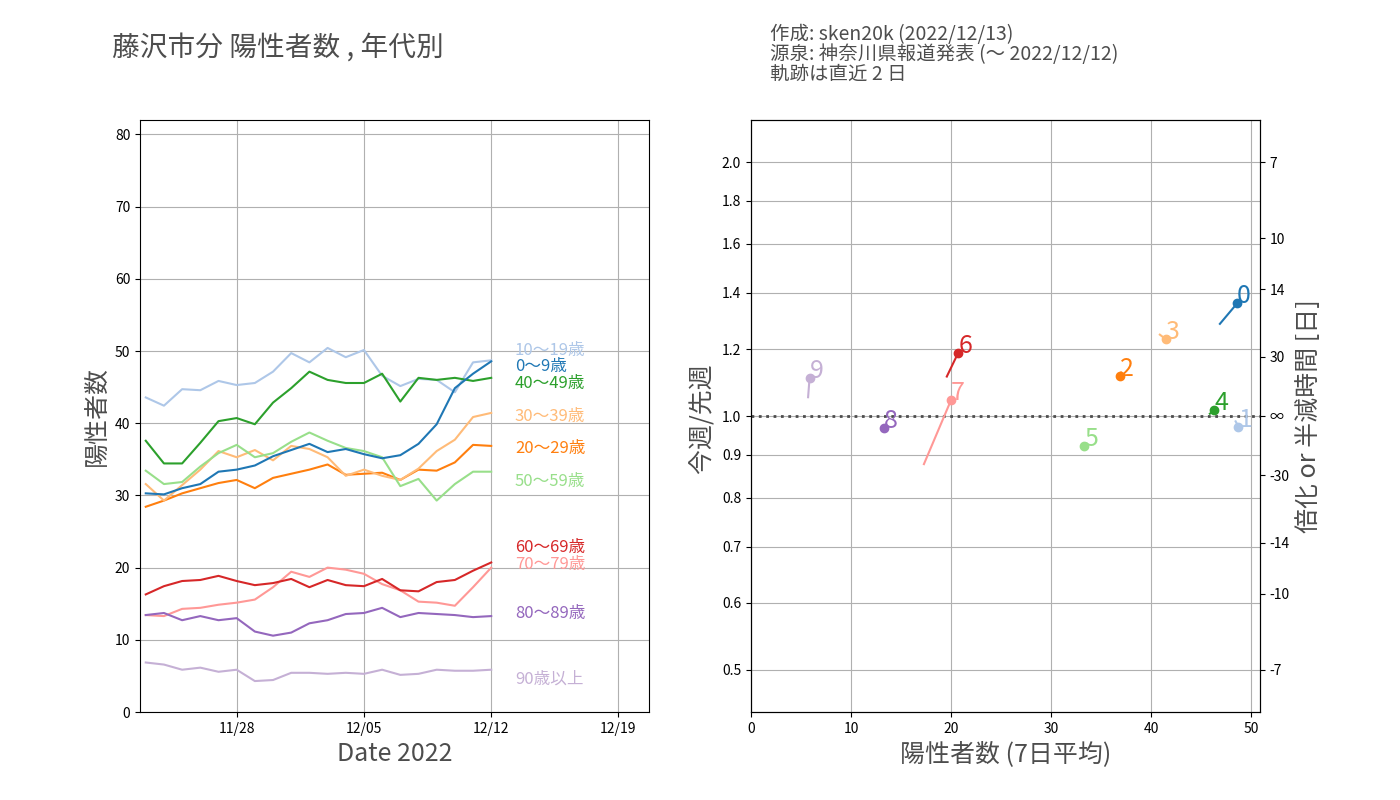 藤沢市分 陽性者数 , 年代別
作成: sken20k (2022/12/13)
源泉: 神奈川県報道発表 (～ 2022/12/12)
軌跡は直近 2 日
陽性者数
80
70
60
50
40
30
20
10
0
10～19歳
0～9歳
40～49歳
30～39歳
20～29歳
50～59歳
60～69歳
70～79歳
80～89歳
90歳以上
11/28
12/05
12/12
12/19
Date 2022
今週/先週
2.0
1.8
1.6
1.4
1.2
1.0
0.9
0.8
0.7
0.6
0.5
0
3
6
2
9
7
4
8
1
5
7
10
14
30
∞
-30
-14
-10
-7
倍化 or 半減時間 [日]
0
10
20
30
40
50
陽性者数 (7日平均)